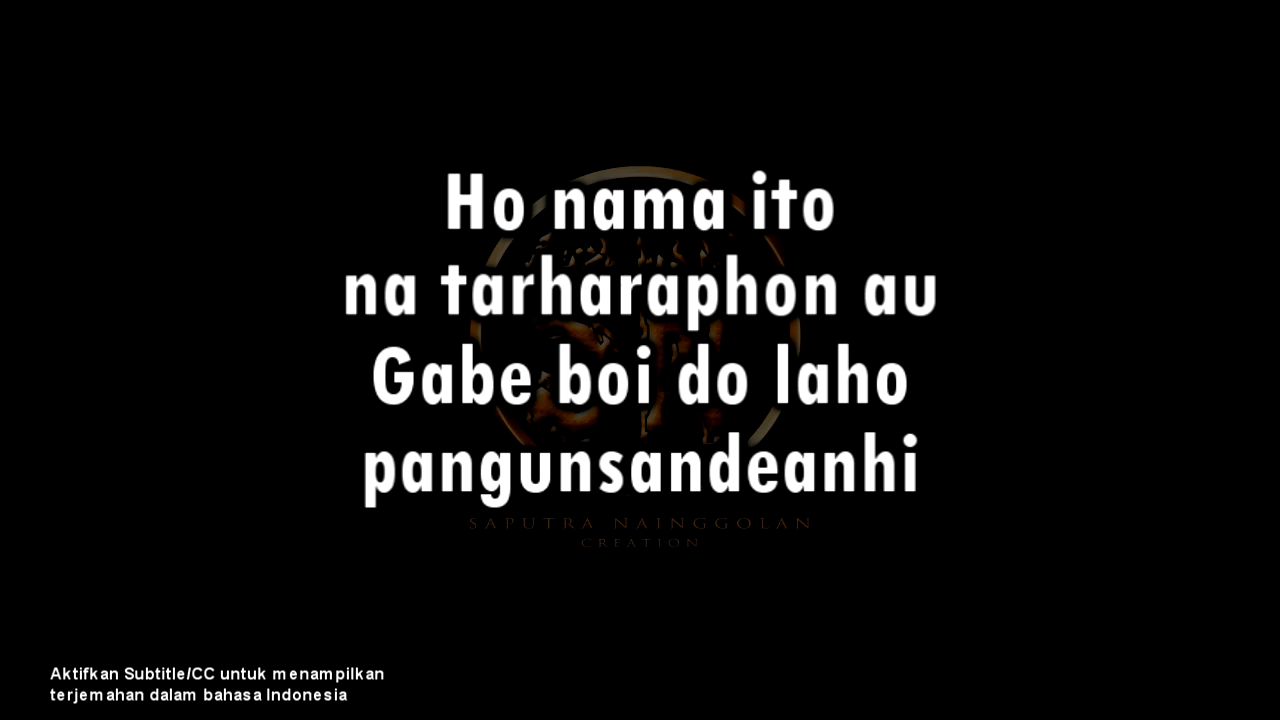 Ho nama ito
na tarharaphon au
Gabe boi do laho
pangunsandeanhi
SAPUTRA NAINGGOLAN
CREATION
Aktifkan Subtitle/CC untuk menampilkan
terjemahan dalam bahasa Indonesia